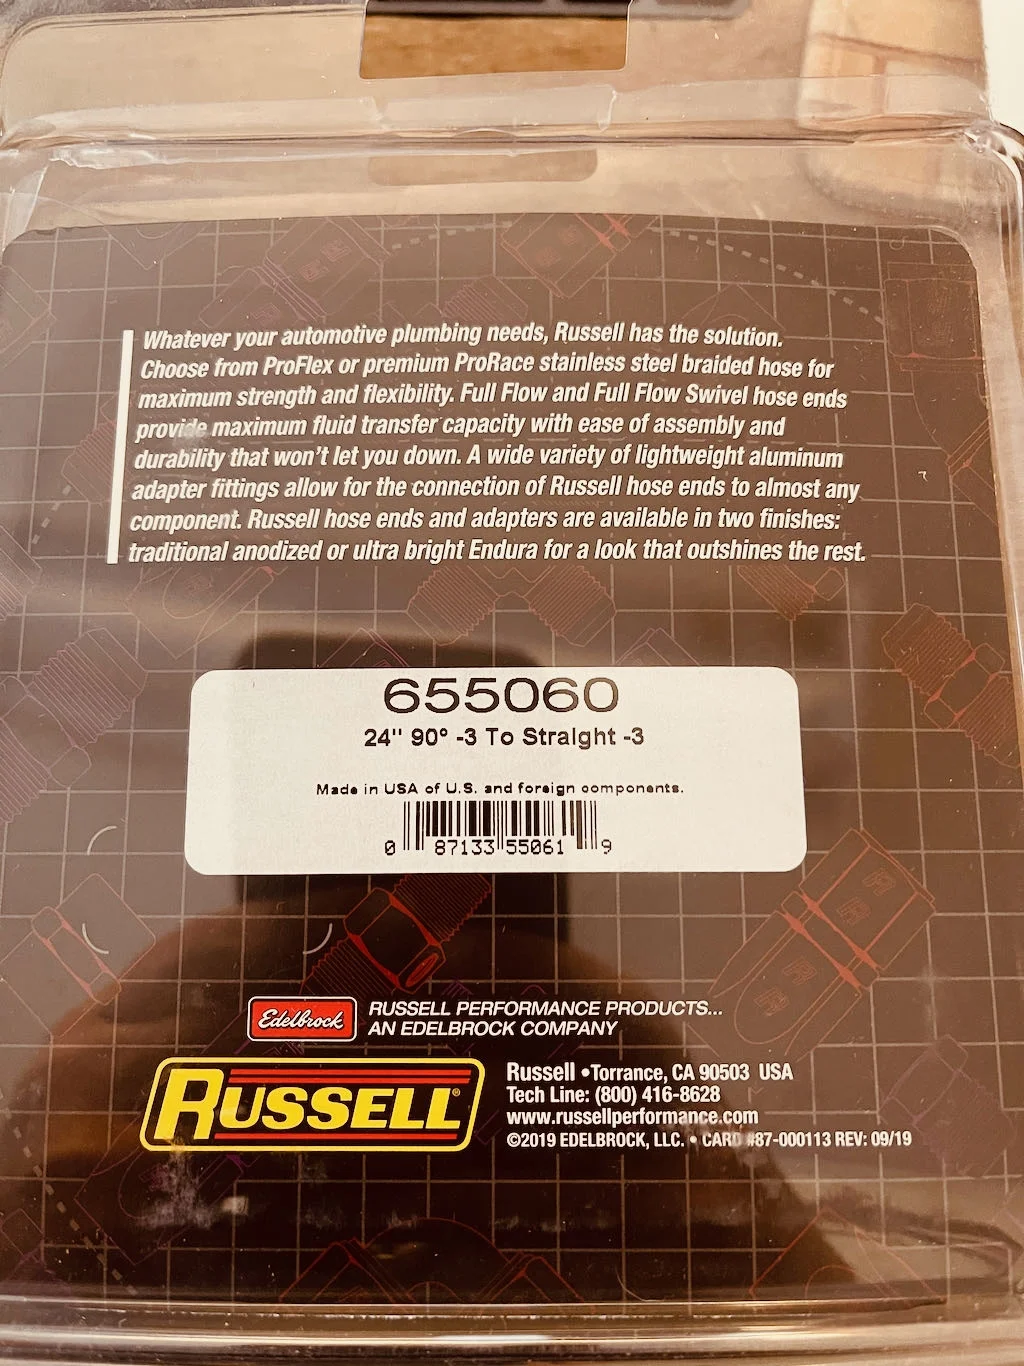 Whatever your automotive plumbing needs, Russell has the solution.
Choose from ProFlex or premium ProRace stainless steel braided hose for
maximum strength and flexibility. Full Flow and Full Flow Swivel hose ends
provide maximum fluid transfer capacity with ease of assembly and
durability that won't let you down. A wide variety of lightweight aluminum
adapter fittings allow for the connection of Russell hose ends to almost any
component. Russell hose ends and adapters are available in two finishes:
traditional anodized or ultra bright Endura for a look that outshines the rest.
655060
24" 90° -3 To Straight -3
Made in USA of U.S. and foreign components.
0 87133 55061 9
Edelbrock
RUSSELL PERFORMANCE PRODUCTS...
AN EDELBROCK COMPANY
RUSSELL®
Russell •Torrance, CA 90503 USA
Tech Line: (800) 416-8628
www.russellperformance.com
©2019 EDELBROCK, LLC. • CARD #87-000113 REV: 09/19